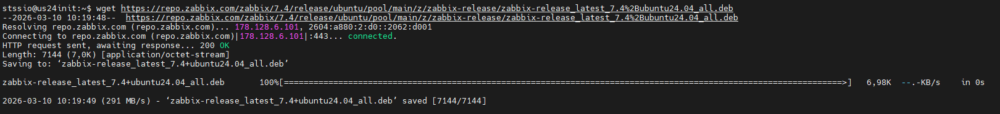 stssio@us24init:~$ wget https://repo.zabbix.com/zabbix/7.4/release/ubuntu/pool/main/z/zabbix-release/zabbix-release_latest_7.4%2Bubuntu24.04_all.deb
--2026-03-10 10:19:48--  https://repo.zabbix.com/zabbix/7.4/release/ubuntu/pool/main/z/zabbix-release/zabbix-release_latest_7.4%2Bubuntu24.04_all.deb
Resolving repo.zabbix.com (repo.zabbix.com)... 178.128.6.101, 2604:a880:2:d0::2062:d001
Connecting to repo.zabbix.com (repo.zabbix.com)|178.128.6.101|:443... connected.
HTTP request sent, awaiting response... 200 OK
Length: 7144 (7,0K) [application/octet-stream]
Saving to: ‘zabbix-release_latest_7.4+ubuntu24.04_all.deb’
zabbix-release_latest_7.4+ubuntu24.04_all.deb       100%[=================================================================================================================>]   6,98K  --.-KB/s    in 0s
2026-03-10 10:19:49 (291 MB/s) - ‘zabbix-release_latest_7.4+ubuntu24.04_all.deb’ saved [7144/7144]